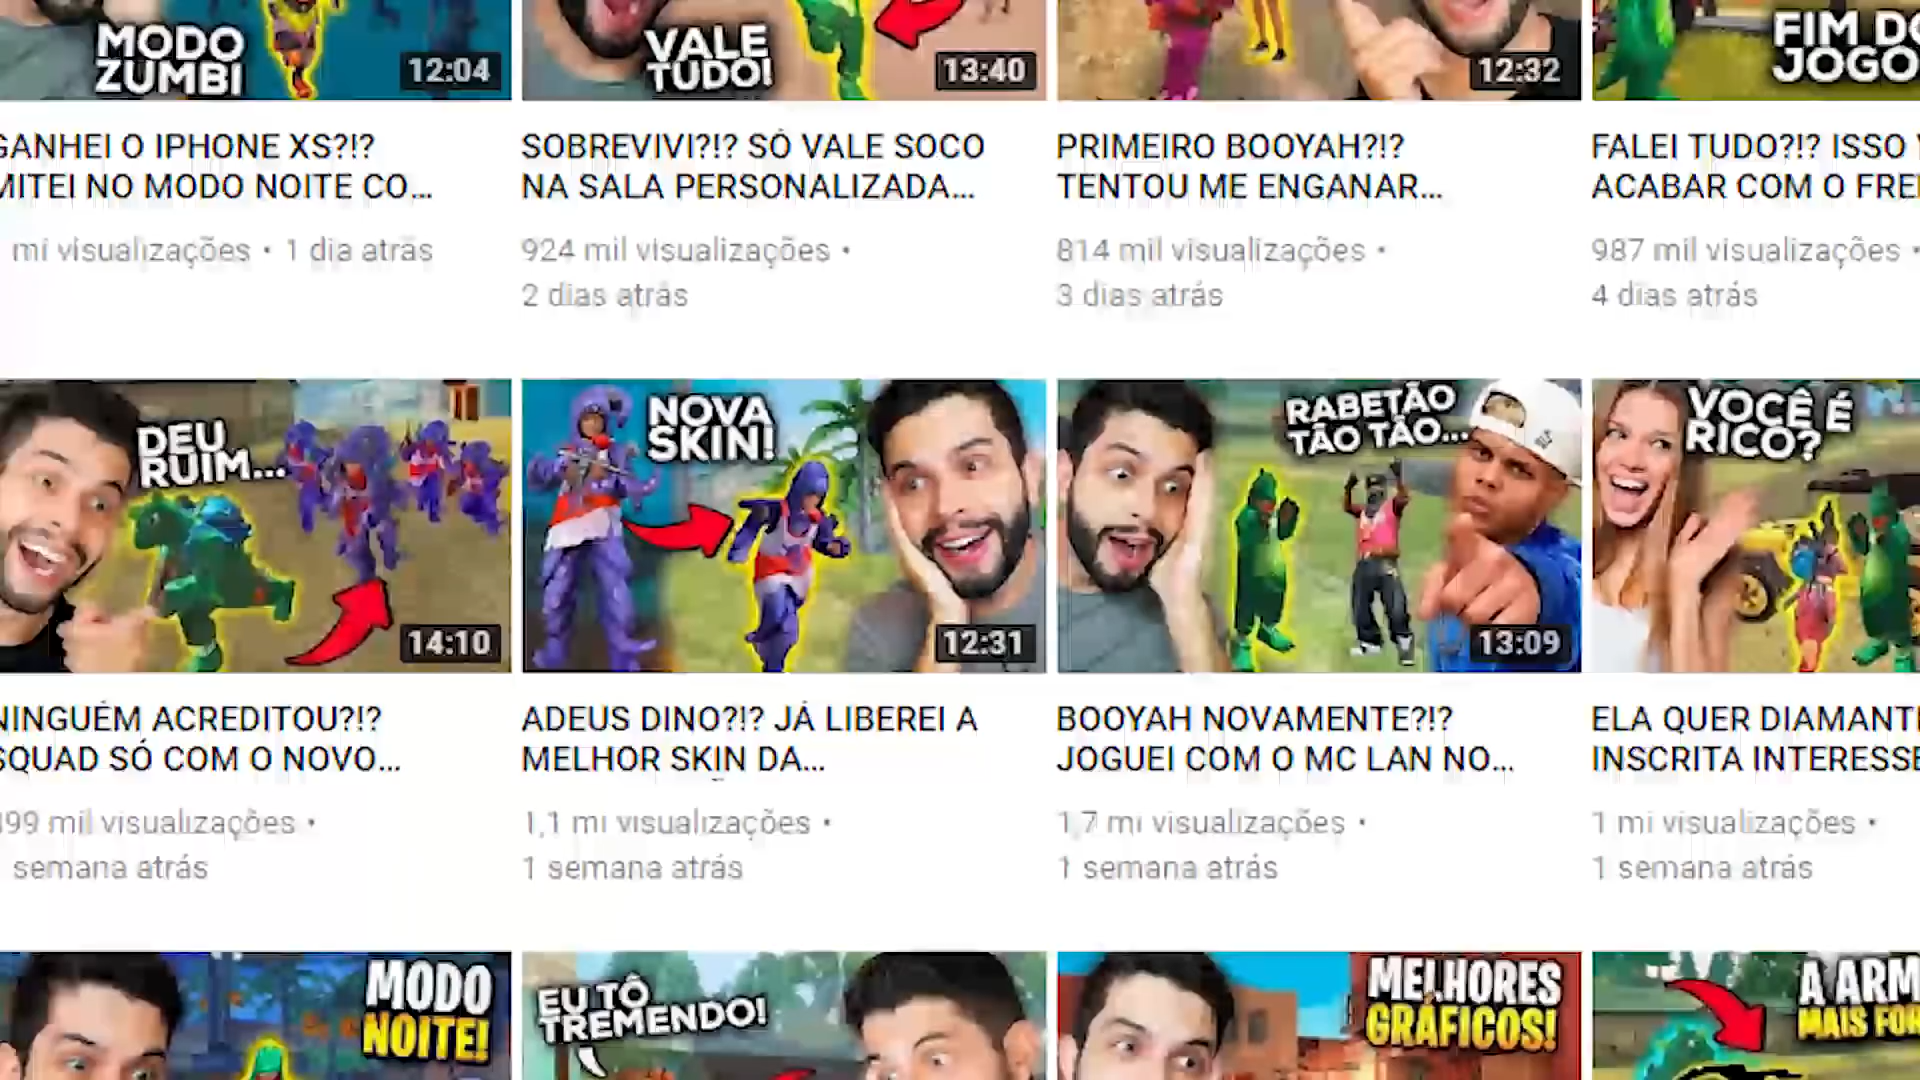 MODO
ZUMBI
12:04
VALE
TUDO!
13:40
12:32
FIM DO
JOGO
GANHEI O IPHONE XS?!?
MITEI NO MODO NOITE CO...
mi visualizações • 1 dia atrás
SOBREVIVI?!? SÓ VALE SOCO
NA SALA PERSONALIZADA...
924 mil visualizações •
2 dias atrás
PRIMEIRO BOOYAH?!?
TENTOU ME ENGANAR...
814 mil visualizações •
3 dias atrás
FALEI TUDO?!? ISSO
ACABAR COM O FRE
987 mil visualizações •
4 dias atrás
DEU
RUIM...
14:10
NOVA
SKIN!
12:31
RABETÃO
TÃO TÃO...
13:09
VOCÊ É
RICO?
NINGUÉM ACREDITOU?!?
SQUAD SÓ COM O NOVO...
99 mil visualizações •
semana atrás
ADEUS DINO?!? JÁ LIBEREI A
MELHOR SKIN DA...
1,1 mi visualizações •
1 semana atrás
BOOYAH NOVAMENTE?!?
JOGUEI COM O MC LAN NO...
1,7 mi visualizações •
1 semana atrás
ELA QUER DIAMANT
INSCRITA INTERESSE
1 mi visualizações •
1 semana atrás
MODO
NOITE!
EU TÔ
TREMENDO!
MELHORES
GRÁFICOS!
A ARM
MAIS FOR